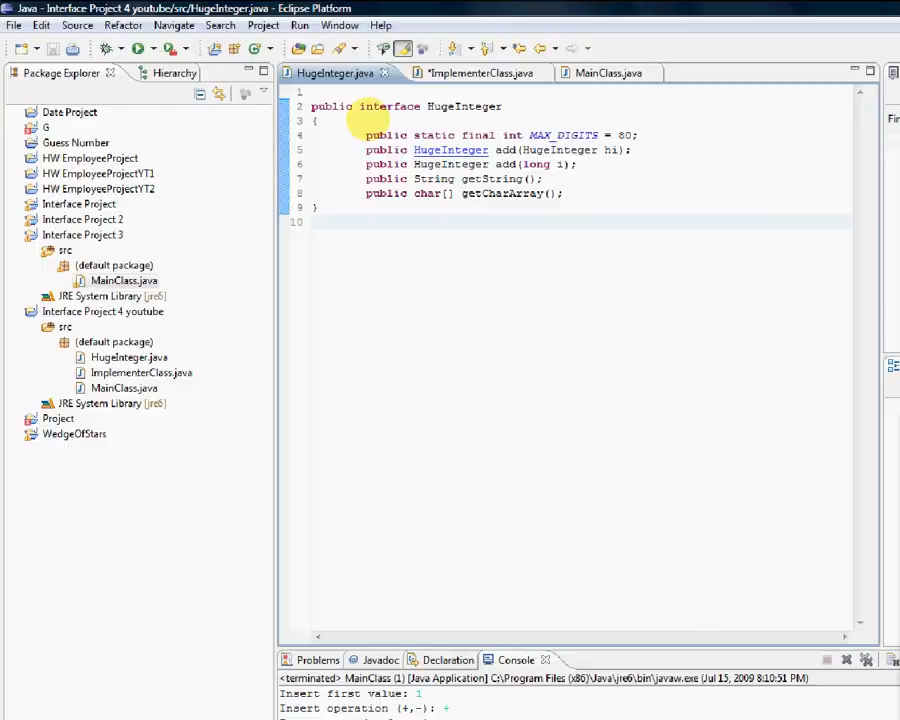 Java - Interface Project 4 youtube/src/HugeInteger.java - Eclipse Platform
File Edit Source Refactor Navigate Search Project Run Window Help
Package Explorer Hierarchy
HugeInteger.java *ImplementerClass.java MainClass.java
Date Project
G
Guess Number
HW EmployeeProject
HW EmployeeProjectYT1
HW EmployeeProjectYT2
Interface Project
Interface Project 2
Interface Project 3
src
(default package)
MainClass.java
JRE System Library [jre6]
Interface Project 4 youtube
src
(default package)
HugeInteger.java
ImplementerClass.java
MainClass.java
JRE System Library [jre6]
Project
WedgeOfStars
1
2 public interface HugeInteger
3 {
4 public static final int MAX_DIGITS = 80;
5 public HugeInteger add(HugeInteger hi);
6 public HugeInteger add(long i);
7 public String getString();
8 public char[] getCharArray();
9 }
10
Fin
Problems @ Javadoc Declaration Console
<terminated> MainClass (1) [Java Application] C:\Program Files (x86)\Java\jre6\bin\javaw.exe (Jul 15, 2009 8:10:51 PM)
Insert first value: 1
Insert operation (+,-): +